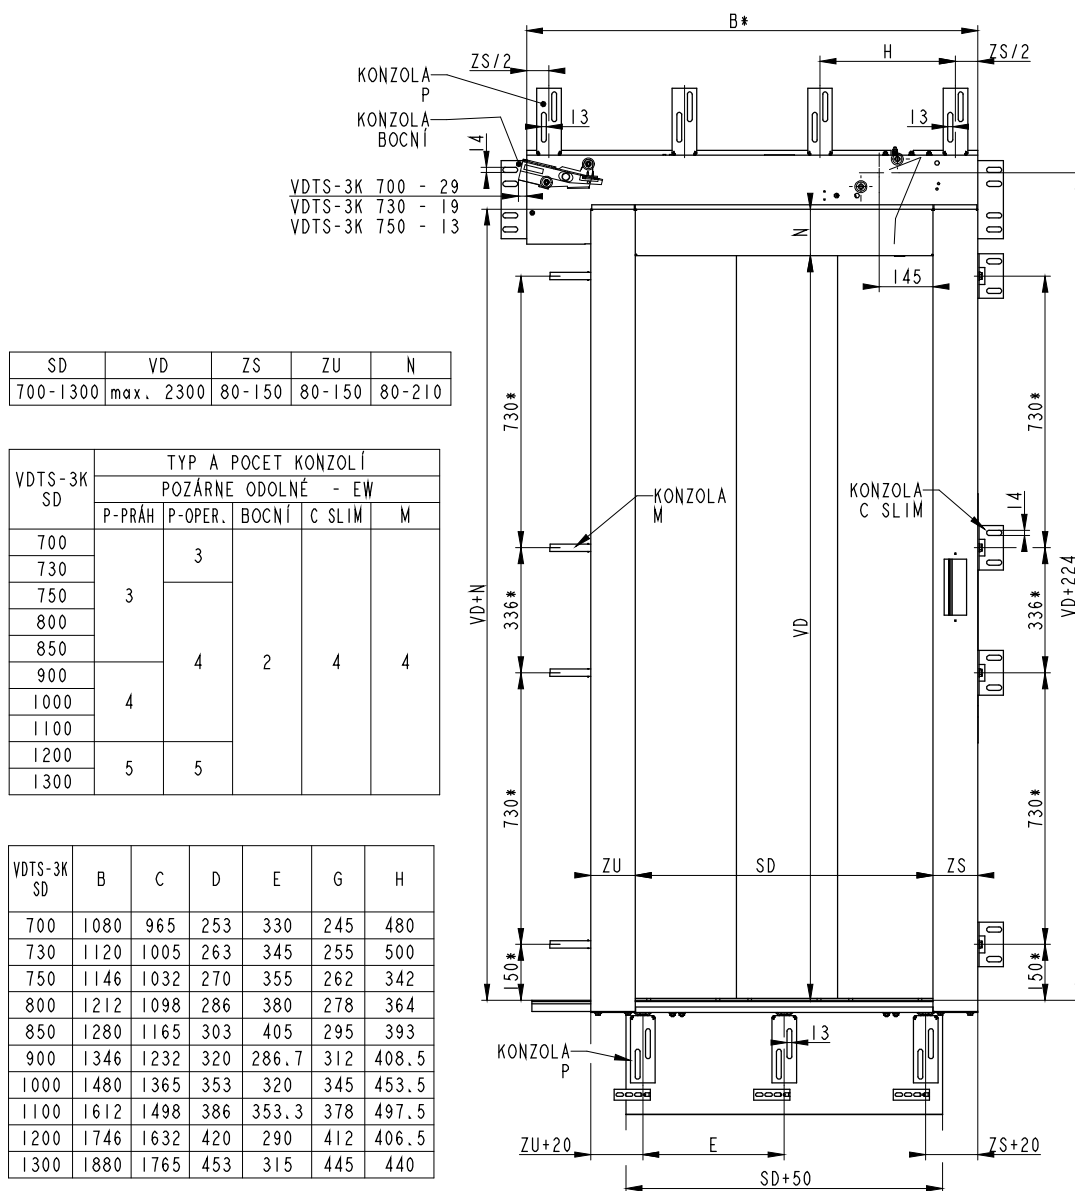 B*
ZS/2
H
ZS/2
KONZOLA
P
13
13
KONZOLA
BOCNÍ
14
VDTS-3K 700 - 29
VDTS-3K 730 - 19
VDTS-3K 750 - 13
N
145
SD VD ZS ZU N
700-1300 max. 2300 80-150 80-150 80-210
730*
730*
VDTS-3K
SD
TYP A POCET KONZOLÍ
POZÁRNE ODOLNÉ - EW
P-PRÁH P-OPER. BOCNÍ C SLIM M
700
730
750
800
850
900
1000
1100
1200
1300
3
4
5
3
4
5
2
4
4
KONZOLA
M
KONZOLA
C SLIM
14
VD+N
336*
VD
336*
VD+224
730*
730*
ZU
SD
ZS
150*
150*
VDTS-3K
SD
B C D E G H
700 1080 965 253 330 245 480
730 1120 1005 263 345 255 500
750 1146 1032 270 355 262 342
800 1212 1098 286 380 278 364
850 1280 1165 303 405 295 393
900 1346 1232 320 286.7 312 408.5
1000 1480 1365 353 320 345 453.5
1100 1612 1498 386 353.3 378 497.5
1200 1746 1632 420 290 412 406.5
1300 1880 1765 453 315 445 440
KONZOLA
P
13
ZU+20
E
ZS+20
SD+50